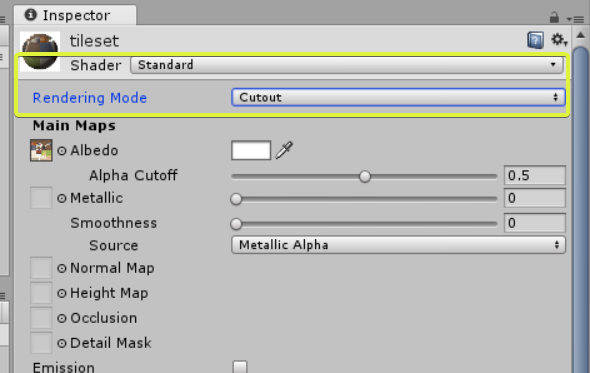 Inspector
tileset
Shader Standard
Rendering Mode Cutout
Main Maps
Albedo
Alpha Cutoff 0.5
Metallic 0
Smoothness 0
Source Metallic Alpha
Normal Map
Height Map
Occlusion
Detail Mask
Emission